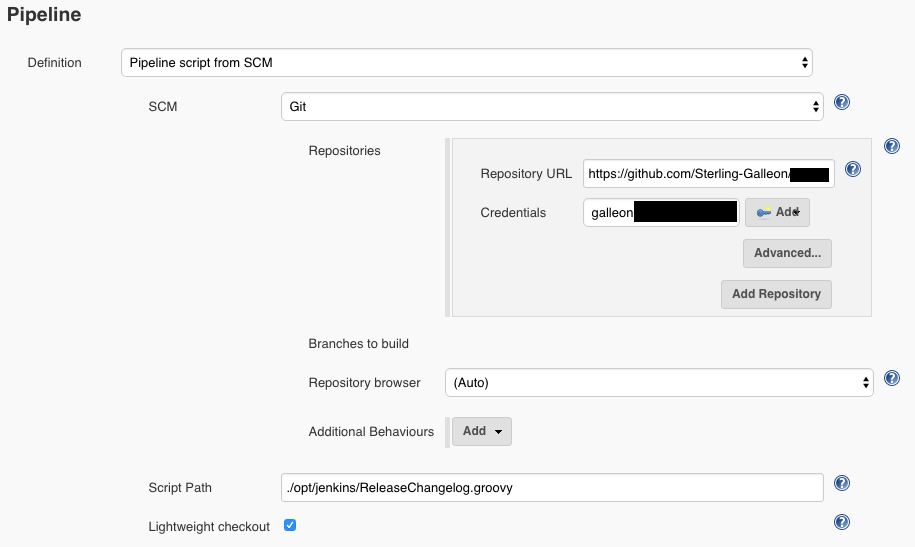 Pipeline
Definition
Pipeline script from SCM
SCM
Git
Repositories
Repository URL
https://github.com/Sterling-Galleon/
Credentials
galleon
Add
Advanced...
Add Repository
Branches to build
Repository browser
(Auto)
Additional Behaviours
Add
Script Path
./opt/jenkins/ReleaseChangelog.groovy
Lightweight checkout